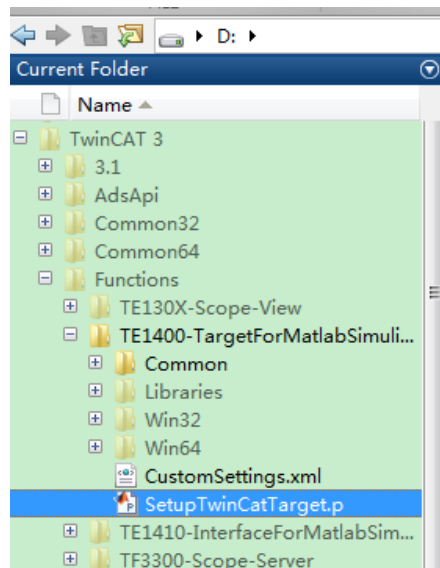 D:
Current Folder
Name
TwinCAT 3
3.1
AdsApi
Common32
Common64
Functions
TE130X-Scope-View
TE1400-TargetForMatlabSimuli...
Common
Libraries
Win32
Win64
CustomSettings.xml
SetupTwinCatTarget.p
TE1410-InterfaceForMatlabSim...
TF3300-Scope-Server